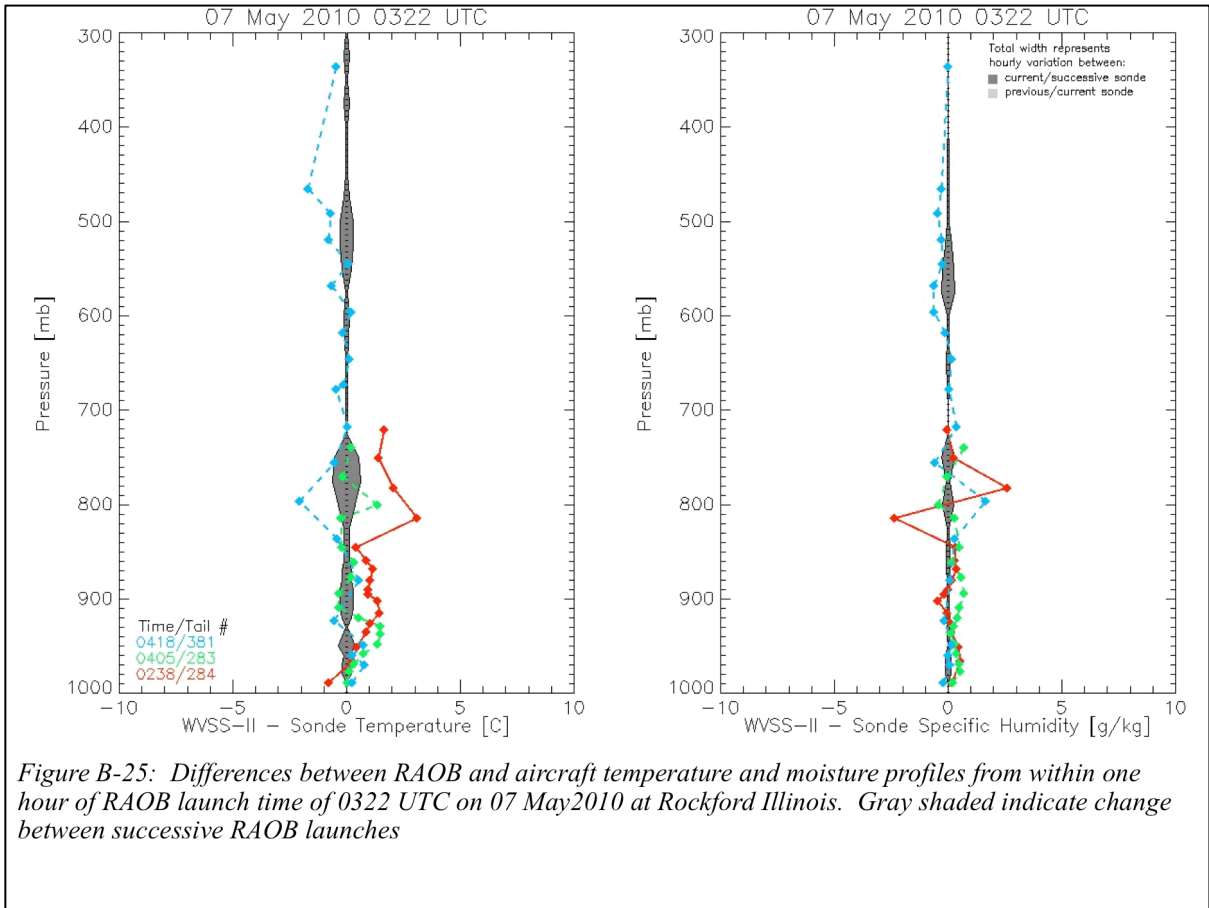 07 May 2010 0322 UTC
300
400
500
600
700
800
900
1000
Pressure [mb]
-10
-5
0
5
10
WVSS-II - Sonde Temperature [C]
Time/Tail #
0418/381
0405/283
0238/284
07 May 2010 0322 UTC
Total width represents
hourly variation between:
current/successive sonde
previous/current sonde
300
400
500
600
700
800
900
1000
Pressure [mb]
-10
-5
0
5
10
WVSS-II - Sonde Specific Humidity [g/kg]
Figure B-25: Differences between RAOB and aircraft temperature and moisture profiles from within one
hour of RAOB launch time of 0322 UTC on 07 May2010 at Rockford Illinois. Gray shaded indicate change
between successive RAOB launches